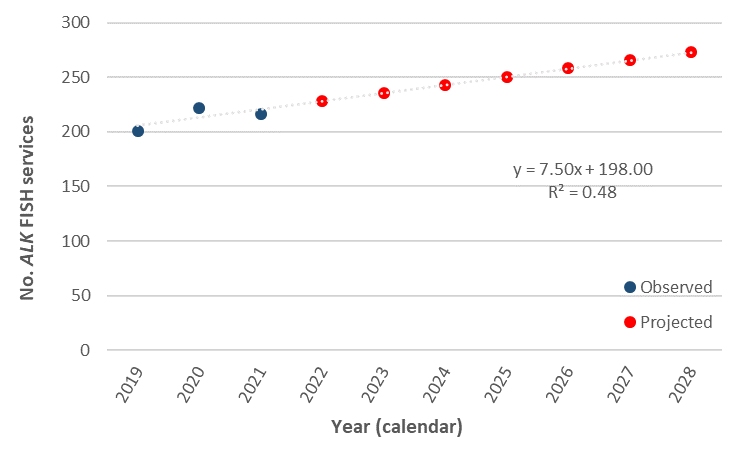 300
250
200
150
100
50
0
No. ALK FISH services
y = 7.50x + 198.00
R² = 0.48
Observed
Projected
2019
2020
2021
2022
2023
2024
2025
2026
2027
2028
Year (calendar)